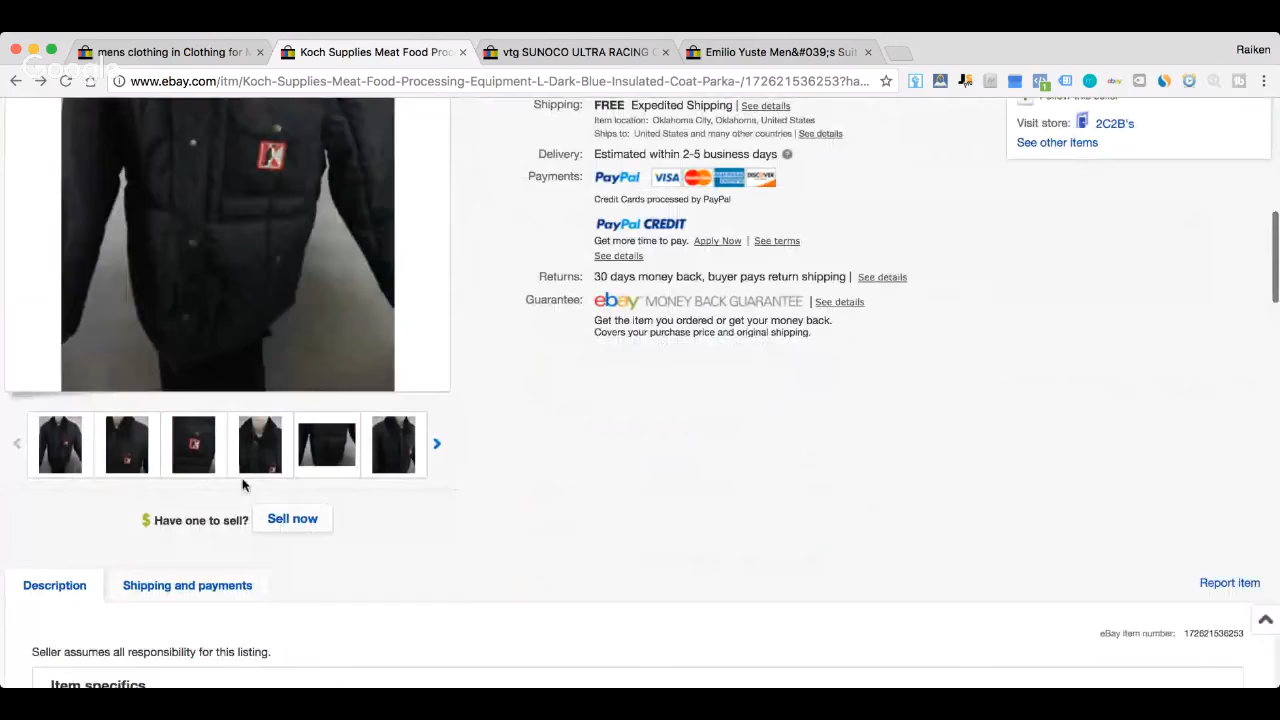 mens clothing in Clothing for M
Koch Supplies Meat Food Proc
vtg SUNOCO ULTRA RACING C
Emilio Yuste Men&#039;s Suit
Raiken
Google
www.ebay.com/itm/Koch-Supplies-Meat-Food-Processing-Equipment-L-Dark-Blue-Insulated-Coat-Parka-/172621536253?ha...
Shipping: FREE Expedited Shipping | See details
Item location: Oklahoma City, Oklahoma, United States
Ships to: United States and many other countries | See details
Delivery: Estimated within 2-5 business days
Payments: PayPal VISA MasterCard DISCOVER
Credit Cards processed by PayPal
PayPal CREDIT
Get more time to pay. Apply Now | See terms
See details
Returns: 30 days money back, buyer pays return shipping | See details
Guarantee: ebay MONEY BACK GUARANTEE | See details
Get the item you ordered or get your money back.
Covers your purchase price and original shipping.
Follow this seller
Visit store: 2C2B's
See other items
$ Have one to sell? Sell now
Description
Shipping and payments
Report item
eBay item number: 172621536253
Seller assumes all responsibility for this listing.
Item specifics